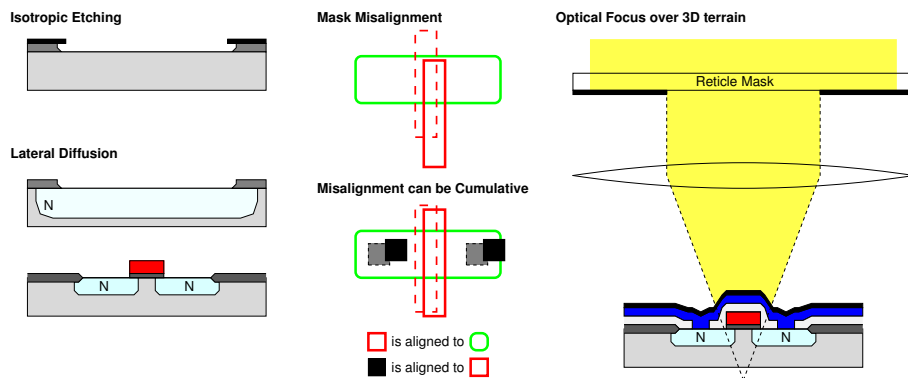 Isotropic Etching
Lateral Diffusion
N
N
N
Mask Misalignment
Misalignment can be Cumulative
is aligned to
is aligned to
Optical Focus over 3D terrain
Reticle Mask
N
N